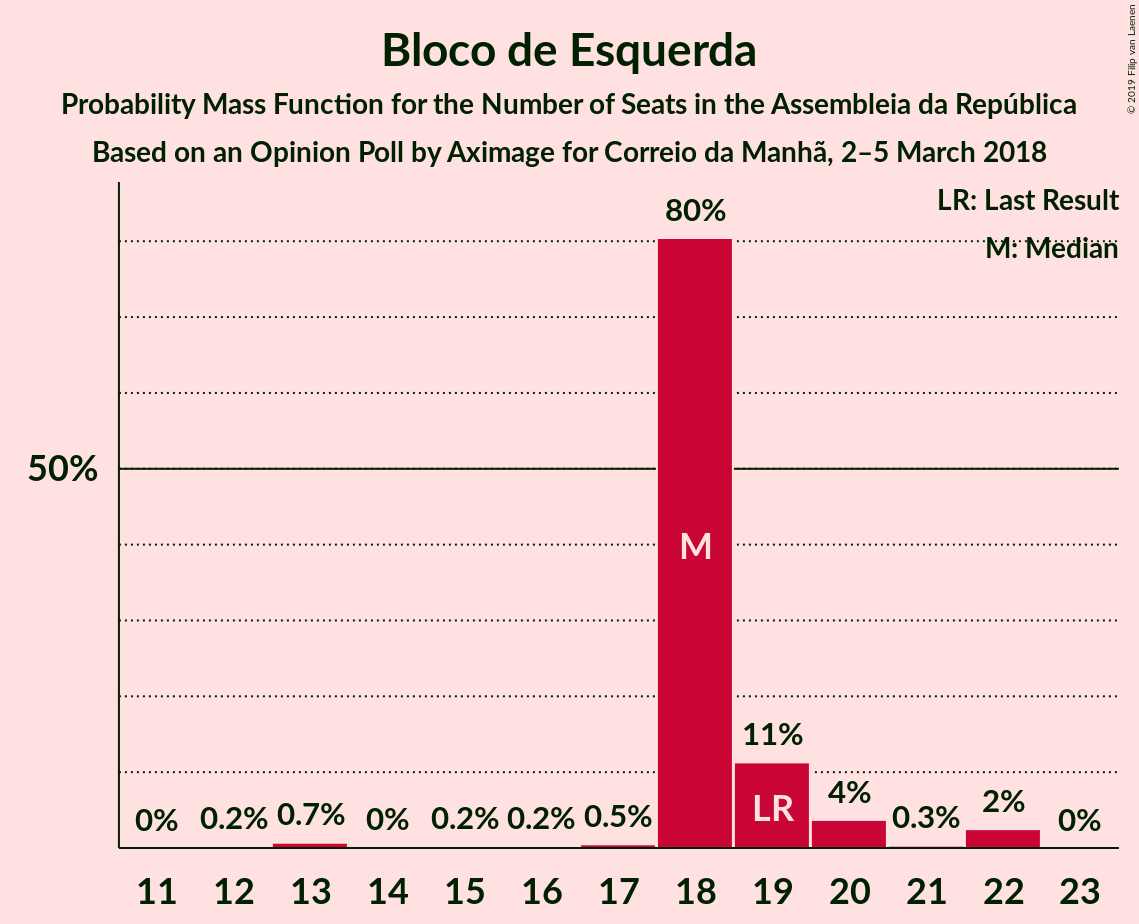 Bloco de Esquerda
Probability Mass Function for the Number of Seats in the Assembleia da República
Based on an Opinion Poll by Aximage for Correio da Manhã, 2–5 March 2018
© 2019 Filip van Laenen
LR: Last Result
M: Median
50%
0% 0.2% 0.7% 0% 0.2% 0.2% 0.5% 80% 11% 4% 0.3% 2% 0%
M
LR
11 12 13 14 15 16 17 18 19 20 21 22 23